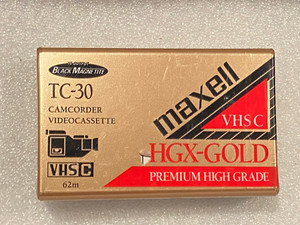 BLACK MAGNETITE
TC-30
CAMCORDER
VIDEOCASSETTE
VHS C
62m
maxell
VHS C
HGX-GOLD
PREMIUM HIGH GRADE